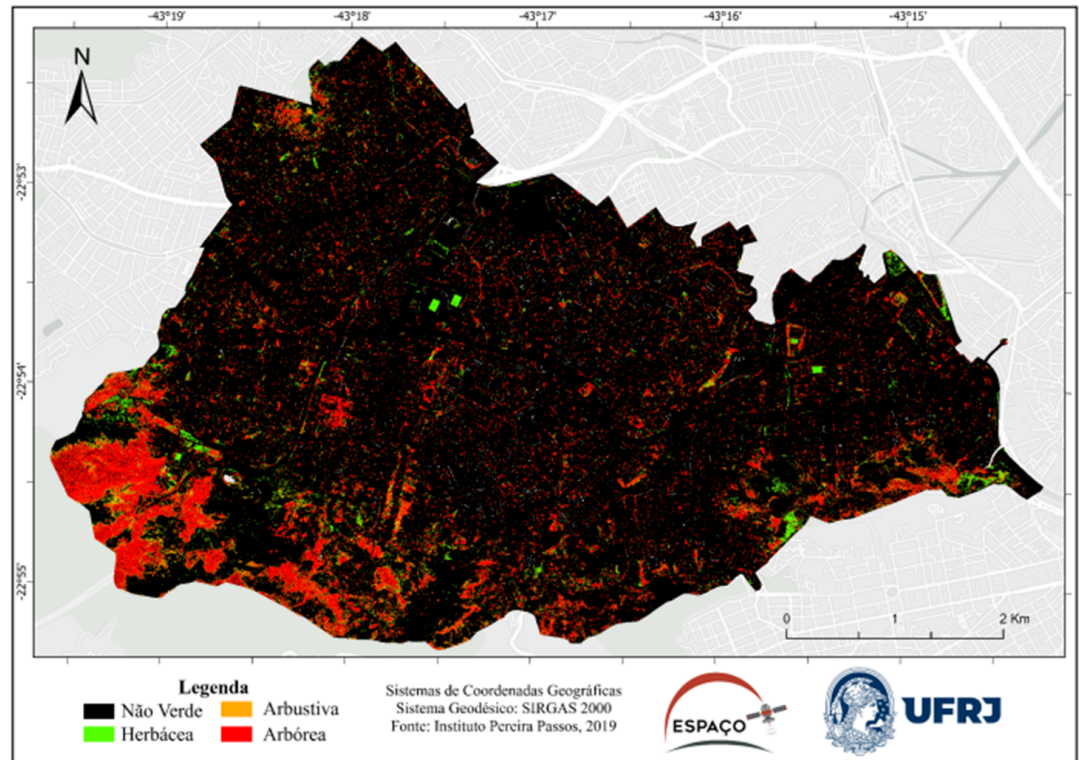 -43°19' -43°18' -43°17' -43°16' -43°15'
N
-22°53'
-22°54'
-22°55'
0 1 2 Km
Legenda
Não Verde Arbustiva
Herbácea Arbórea
Sistemas de Coordenadas Geográficas
Sistema Geodésico: SIRGAS 2000
Fonte: Instituto Pereira Passos, 2019
ESPAÇO
UFRJ